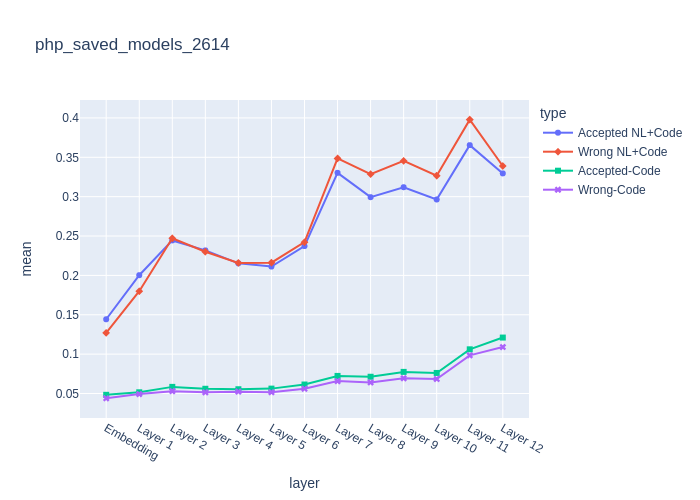 php_saved_models_2614
type
Accepted NL+Code
Wrong NL+Code
Accepted-Code
Wrong-Code
mean
0.4
0.35
0.3
0.25
0.2
0.15
0.1
0.05
Embedding
Layer 1
Layer 2
Layer 3
Layer 4
Layer 5
Layer 6
Layer 7
Layer 8
Layer 9
Layer 10
Layer 11
Layer 12
layer